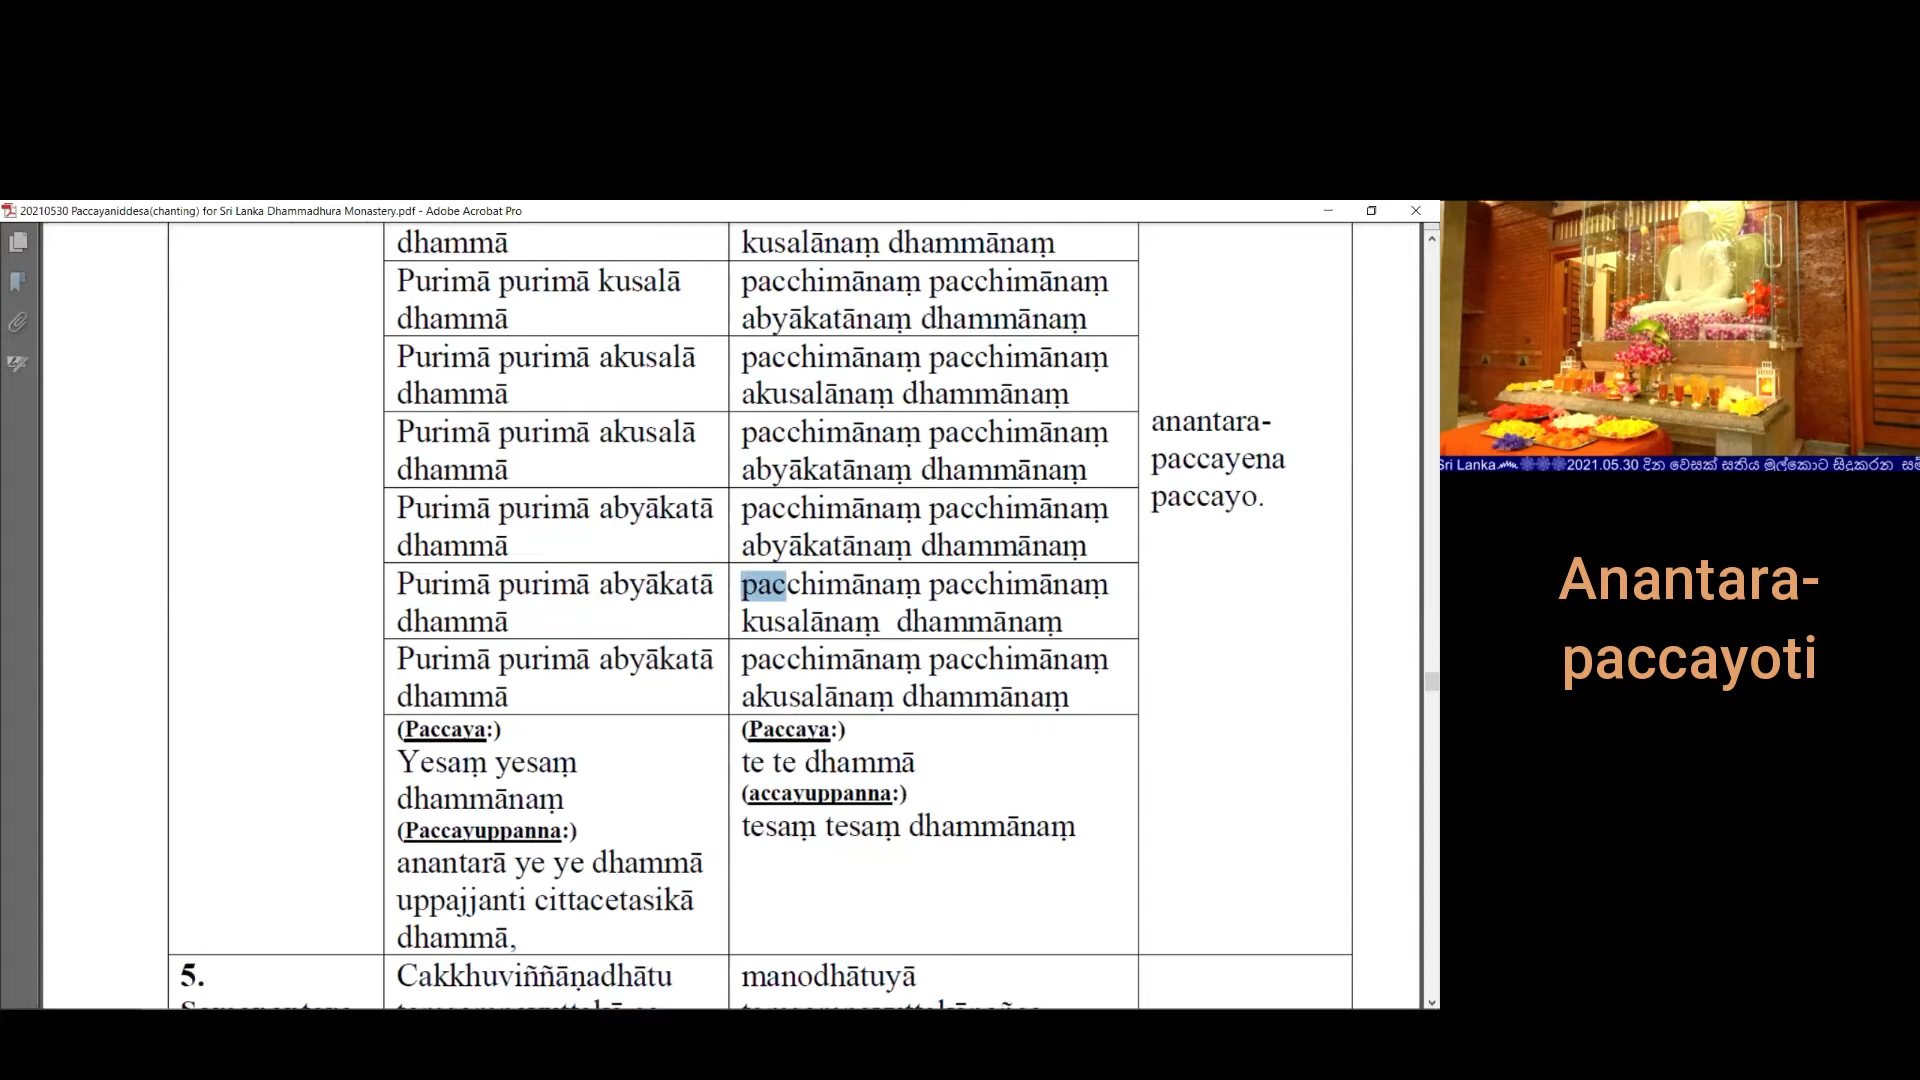 20210530 Paccayaniddesa(chanting) for Sri Lanka Dhammadhura Monastery.pdf - Adobe Acrobat Pro
dhammā
kusalānaṃ dhammānaṃ
Purimā purimā kusalā
dhammā
pacchimānaṃ pacchimānaṃ
abyākatānaṃ dhammānaṃ
Purimā purimā akusalā
dhammā
pacchimānaṃ pacchimānaṃ
akusalānaṃ dhammānaṃ
Purimā purimā akusalā
dhammā
pacchimānaṃ pacchimānaṃ
abyākatānaṃ dhammānaṃ
Purimā purimā abyākatā
dhammā
pacchimānaṃ pacchimānaṃ
abyākatānaṃ dhammānaṃ
Purimā purimā abyākatā
dhammā
pacchimānaṃ pacchimānaṃ
kusalānaṃ dhammānaṃ
Purimā purimā abyākatā
dhammā
pacchimānaṃ pacchimānaṃ
akusalānaṃ dhammānaṃ
(Paccaya:)
Yesaṃ yesaṃ
dhammānaṃ
(Paccayuppanna:)
anantarā ye ye dhammā
uppajjanti cittacetasikā
dhammā,
(Paccaya:)
te te dhammā
(accayuppanna:)
tesaṃ tesaṃ dhammānaṃ
anantara-
paccayena
paccayo.
5.
Cakkhuviññāṇadhātu
manodhātuyā
Sri Lanka
2021.05.30 දින වෙසක් සතිය මුල්කොට සිදුකරන
Anantara-
paccayoti